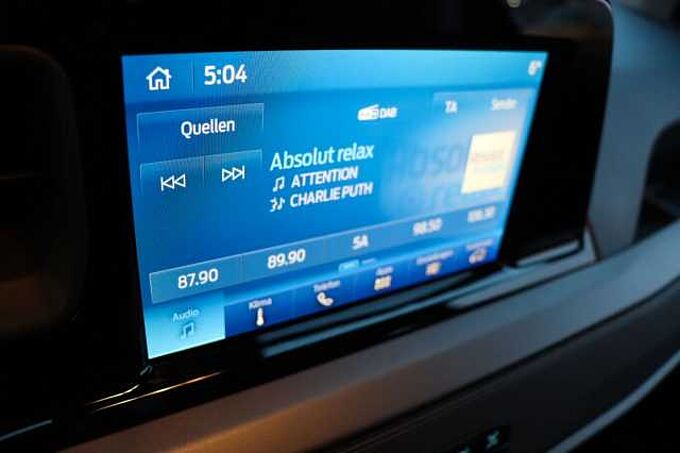 5:04
6°
Quellen
DAB
TA
Sender
Absolut relax
ATTENTION
CHARLIE PUTH
87.90
89.90
5A
98.50
Audio
Klima
Telefon